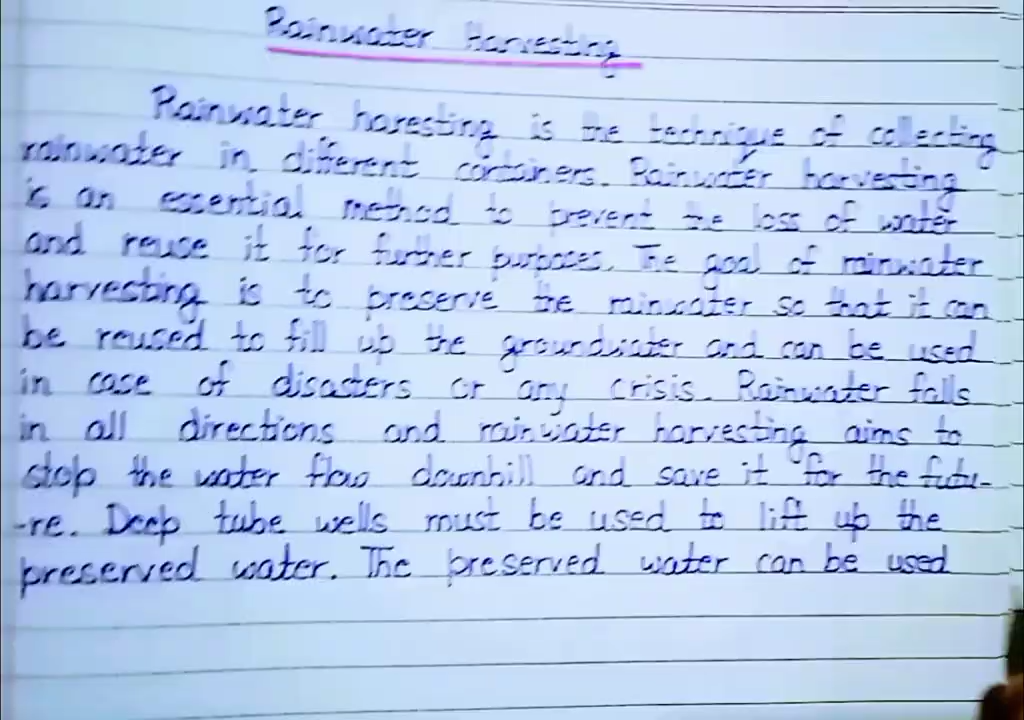 Rainwater Harvesting
Rainwater haresting is the technique of collecting
rainwater in different containers. Rainwater harvesting
is an essential method to prevent the loss of water
and reuse it for further purposes. The goal of rainwater
harvesting is to preserve the rainwater so that it can
be reused to fill up the groundwater and can be used
in case of disasters or any crisis. Rainwater falls
in all directions and rainwater harvesting aims to
stop the water flow downhill and save it for the futu-
-re. Deep tube wells must be used to lift up the
preserved water. The preserved water can be used